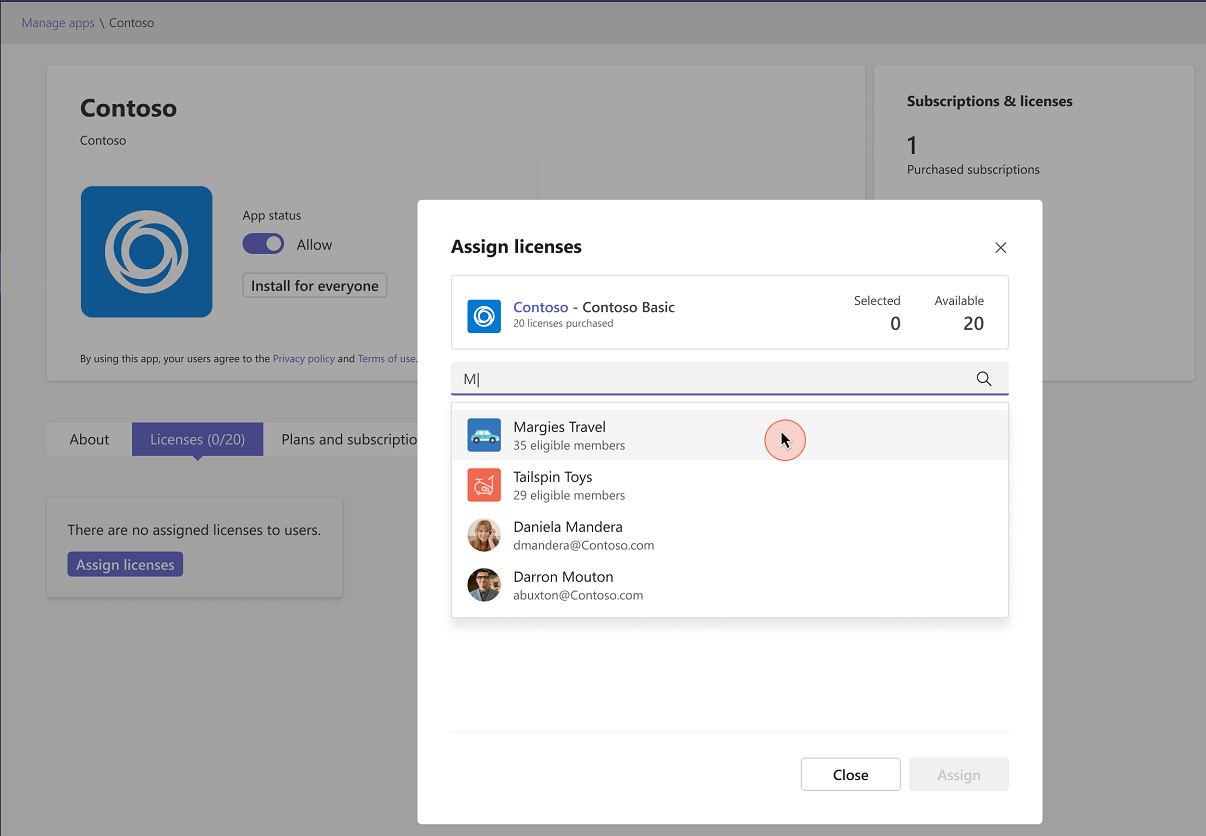 Manage apps \ Contoso
Contoso
Contoso
App status
Allow
Install for everyone
By using this app, your users agree to the Privacy policy and Terms of use.
Subscriptions & licenses
1
Purchased subscriptions
About
Licenses (0/20)
Plans and subscriptio
There are no assigned licenses to users.
Assign licenses
Assign licenses
Contoso - Contoso Basic
20 licenses purchased
Selected
0
Available
20
M
Margies Travel
35 eligible members
Tailspin Toys
29 eligible members
Daniela Mandera
dmandera@Contoso.com
Darron Mouton
abuxton@Contoso.com
Close
Assign